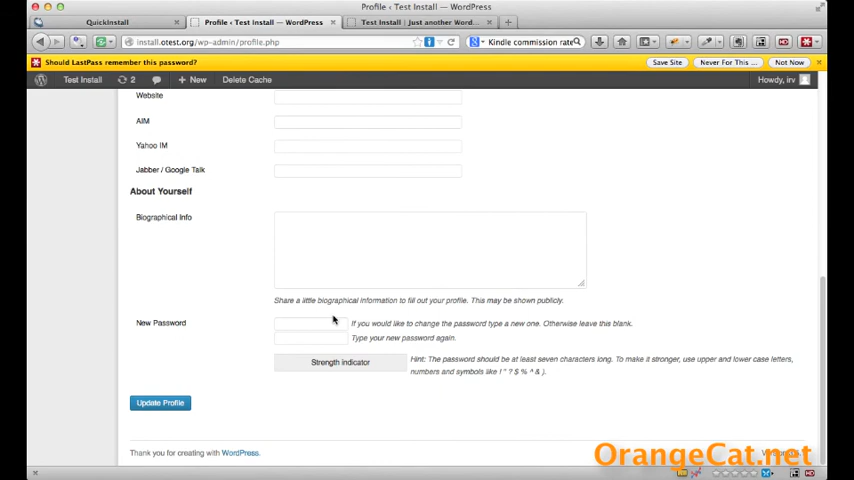 Profile ‹ Test Install — WordPress
QuickInstall
Profile ‹ Test Install — WordPress
Test Install | Just another Word...
install.otest.org/wp-admin/profile.php
Kindle commission rate
Should LastPass remember this password?
Save Site
Never For This ...
Not Now
Test Install
2
New
Delete Cache
Howdy, irv
Website
AIM
Yahoo IM
Jabber / Google Talk
About Yourself
Biographical Info
Share a little biographical information to fill out your profile. This may be shown publicly.
New Password
If you would like to change the password type a new one. Otherwise leave this blank.
Type your new password again.
Strength indicator
Hint: The password should be at least seven characters long. To make it stronger, use upper and lower case letters,
numbers and symbols like ! " ? $ % ^ & ).
Update Profile
Thank you for creating with WordPress.
OrangeCat.net